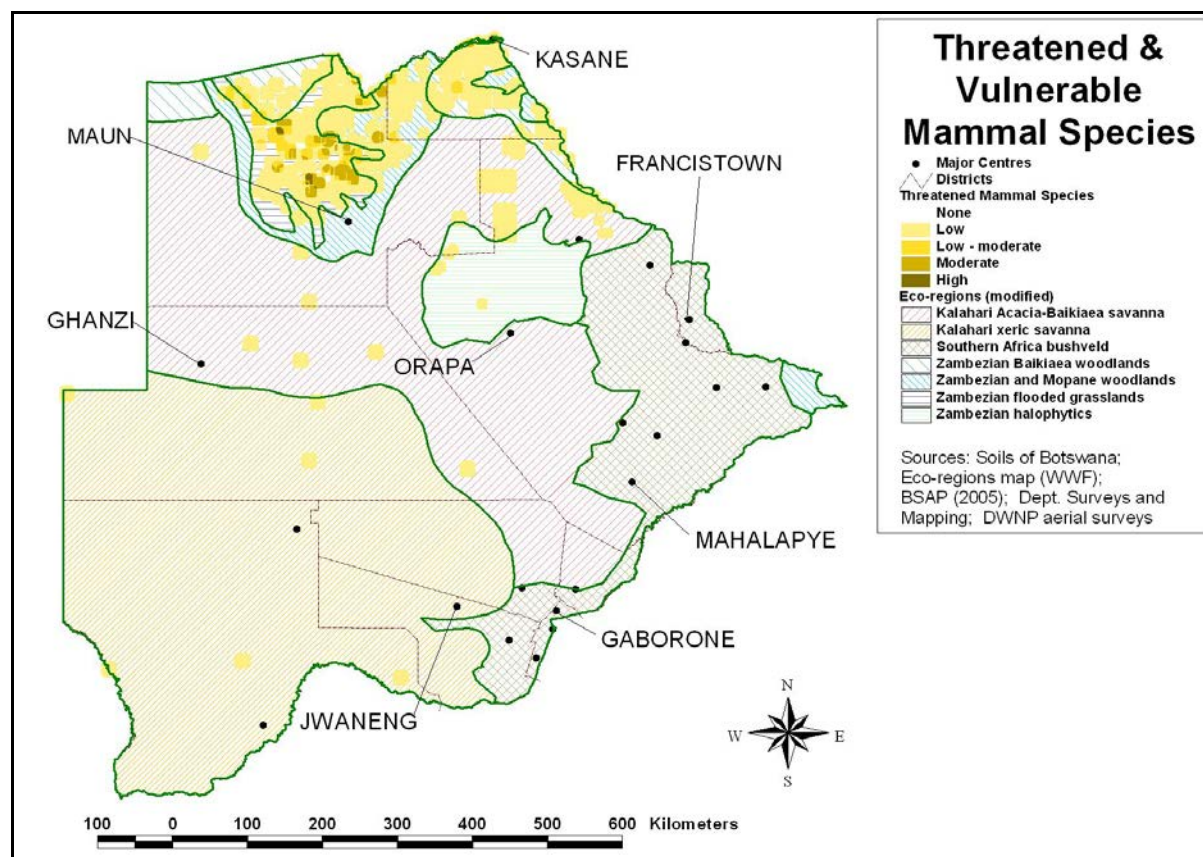 KASANE
MAUN
FRANCISTOWN
GHANZI
ORAPA
MAHALAPYE
GABORONE
JWANENG
N
W E
S
100 0 100 200 300 400 500 600 Kilometers
Threatened &
Vulnerable
Mammal Species
Major Centres
Districts
Threatened Mammal Species
None
Low
Low - moderate
Moderate
High
Eco-regions (modified)
Kalahari Acacia-Baikiaea savanna
Kalahari xeric savanna
Southern Africa bushveld
Zambezian Baikiaea woodlands
Zambezian and Mopane woodlands
Zambezian flooded grasslands
Zambezian halophytics
Sources: Soils of Botswana;
Eco-regions map (WWF);
BSAP (2005); Dept. Surveys and
Mapping; DWNP aerial surveys